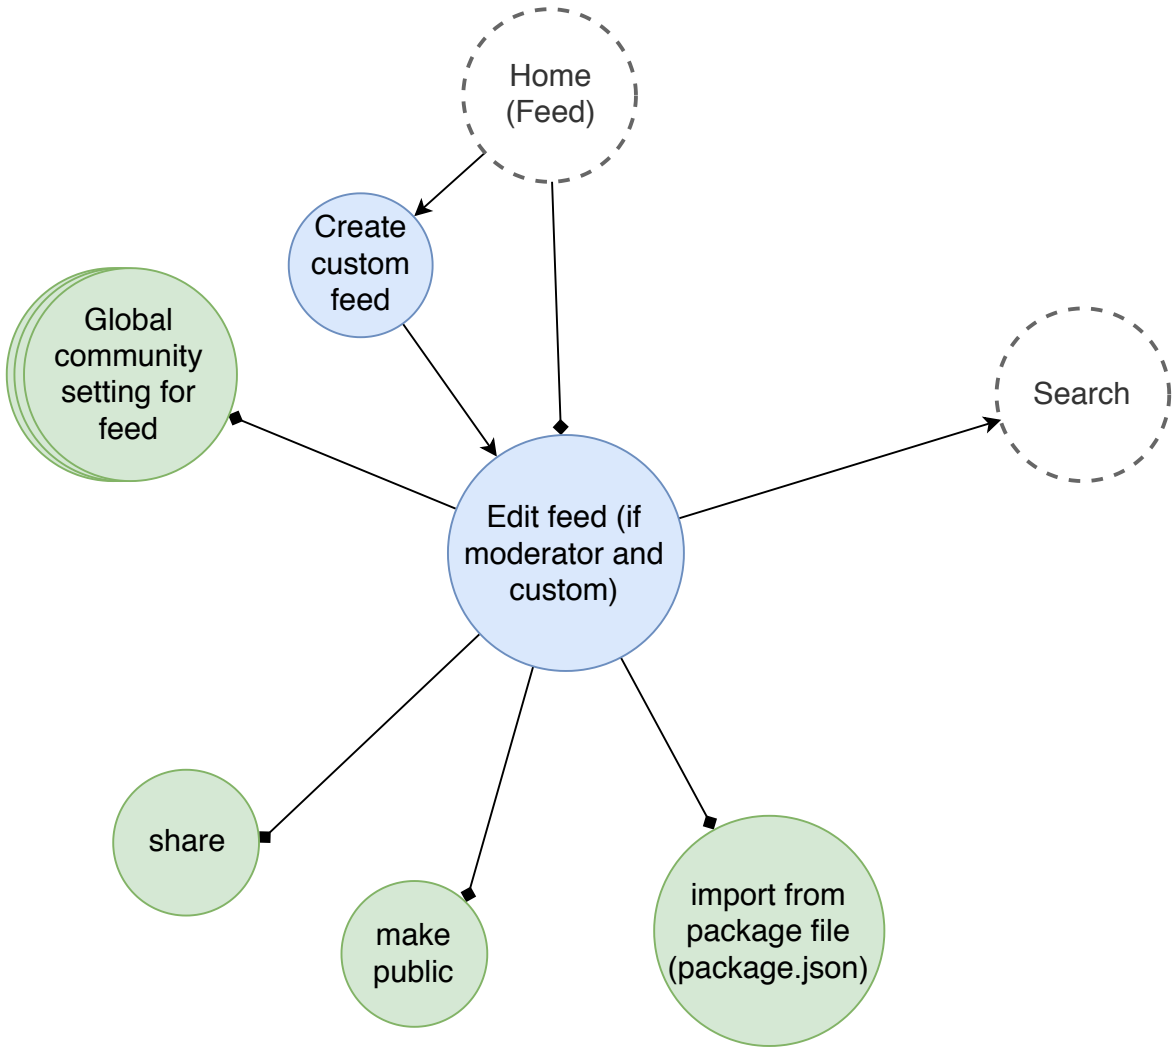 Home
(Feed)
Create
custom
feed
Global
community
setting for
feed
Search
Edit feed (if
moderator and
custom)
share
make
public
import from
package file
(package.json)